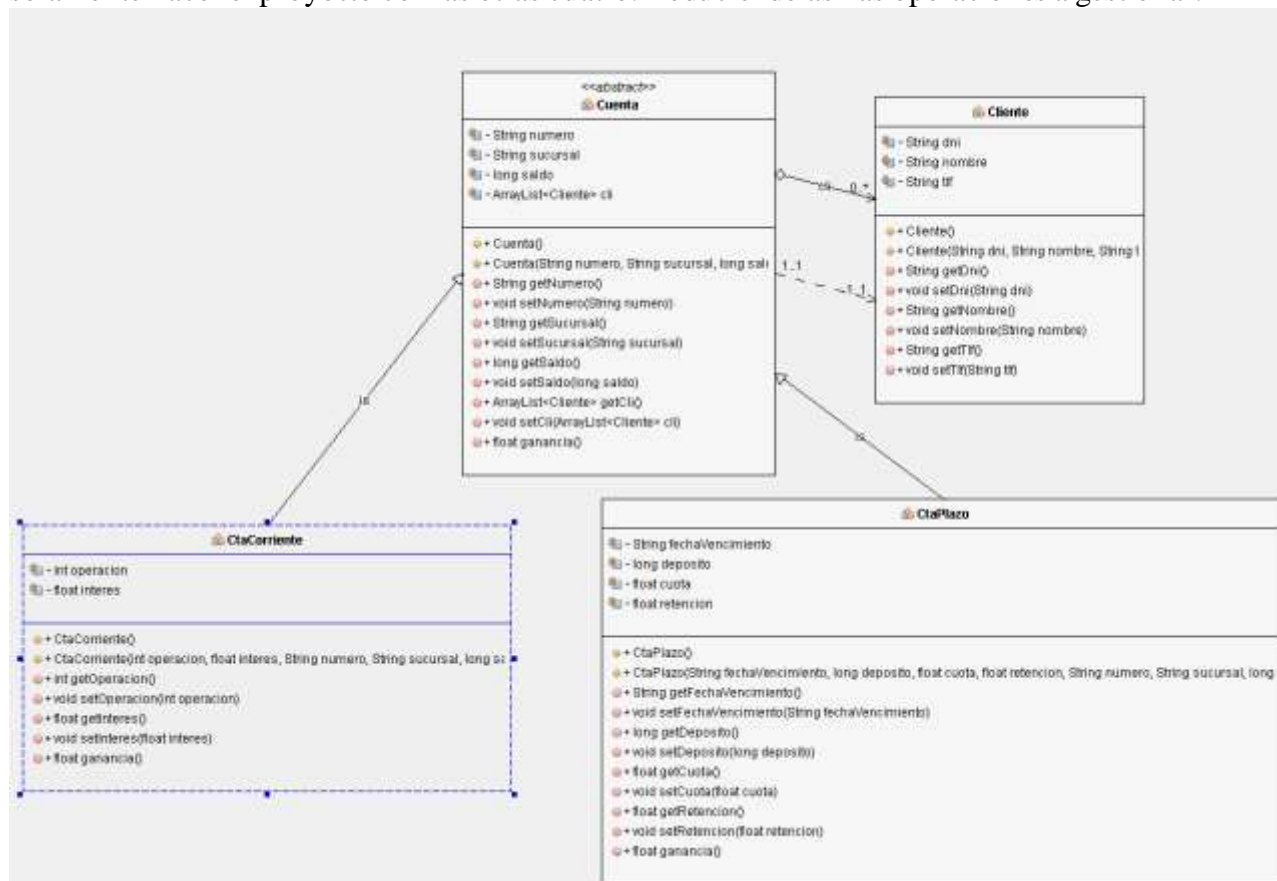 <<abstract>>
Cuenta
- String numero
- String sucursal
- long saldo
- ArrayList<Cliente> cli
+ Cuenta()
+ Cuenta(String numero, String sucursal, long sal
+ String getNumero()
+ void setNumero(String numero)
+ String getSucursal()
+ void setSucursal(String sucursal)
+ long getSaldo()
+ void setSaldo(long saldo)
+ ArrayList<Cliente> getCli()
+ void setCli(ArrayList<Cliente> cli)
+ float ganancia()
Cliente
- String dni
- String nombre
- String tlf
+ Cliente()
+ Cliente(String dni, String nombre, String t
+ String getDni()
+ void setDni(String dni)
+ String getNombre()
+ void setNombre(String nombre)
+ String getTlf()
+ void setTlf(String tlf)
0..*
1..1
1..1
is
is
CtaCorriente
- int operacion
- float interes
+ CtaCorriente()
+ CtaCorriente(int operacion, float interes, String numero, String sucursal, long sa
+ int getOperacion()
+ void setOperacion(int operacion)
+ float getInteres()
+ void setInteres(float interes)
+ float ganancia()
CtaPlazo
- String fechaVencimiento
- long deposito
- float cuota
- float retencion
+ CtaPlazo()
+ CtaPlazo(String fechaVencimiento, long deposito, float cuota, float retencion, String numero, String sucursal, long
+ String getFechaVencimiento()
+ void setFechaVencimiento(String fechaVencimiento)
+ long getDeposito()
+ void setDeposito(long deposito)
+ float getCuota()
+ void setCuota(float cuota)
+ float getRetencion()
+ void setRetencion(float retencion)
+ float ganancia()